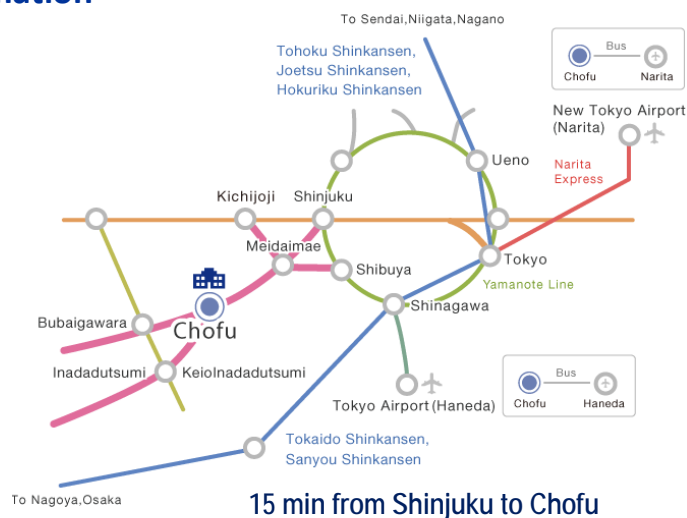 To Sendai,Niigata,Nagano
Tohoku Shinkansen,
Joetsu Shinkansen,
Hokuriku Shinkansen
Bus
Chofu
Narita
New Tokyo Airport
(Narita)
Ueno
Narita
Express
Kichijoji
Shinjuku
Meidaimae
Shibuya
Tokyo
Yamanote Line
Shinagawa
Chofu
Bubaigawara
Inadadutsumi
KeioInadadutsumi
Tokyo Airport(Haneda)
Bus
Chofu
Haneda
Tokaido Shinkansen,
Sanyou Shinkansen
To Nagoya,Osaka
15 min from Shinjuku to Chofu